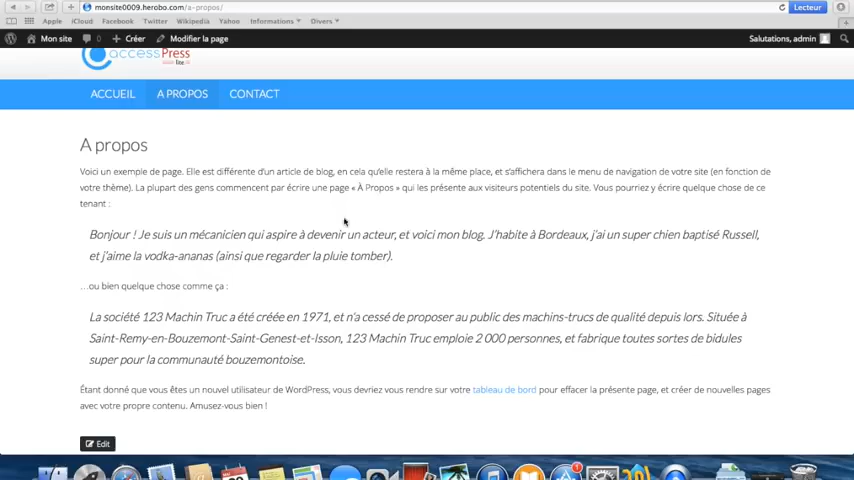 monsite0009.herobo.com/a-propos/
Lecteur
Apple iCloud Facebook Twitter Wikipedia Yahoo Informations Divers
Mon site 0 Créer Modifier la page Salutations, admin
accessPress
lite
ACCUEIL A PROPOS CONTACT
A propos
Voici un exemple de page. Elle est différente d'un article de blog, en cela qu'elle restera à la même place, et s'affichera dans le menu de navigation de votre site (en fonction de
votre thème). La plupart des gens commencent par écrire une page « À Propos » qui les présente aux visiteurs potentiels du site. Vous pourriez y écrire quelque chose de ce
tenant :
Bonjour ! Je suis un mécanicien qui aspire à devenir un acteur, et voici mon blog. J'habite à Bordeaux, j'ai un super chien baptisé Russell,
et j'aime la vodka-ananas (ainsi que regarder la pluie tomber).
…ou bien quelque chose comme ça :
La société 123 Machin Truc a été créée en 1971, et n'a cessé de proposer au public des machins-trucs de qualité depuis lors. Située à
Saint-Remy-en-Bouzemont-Saint-Genest-et-Isson, 123 Machin Truc emploie 2 000 personnes, et fabrique toutes sortes de bidules
super pour la communauté bouzemontoise.
Étant donné que vous êtes un nouvel utilisateur de WordPress, vous devriez vous rendre sur votre tableau de bord pour effacer la présente page, et créer de nouvelles pages
avec votre propre contenu. Amusez-vous bien !
Edit